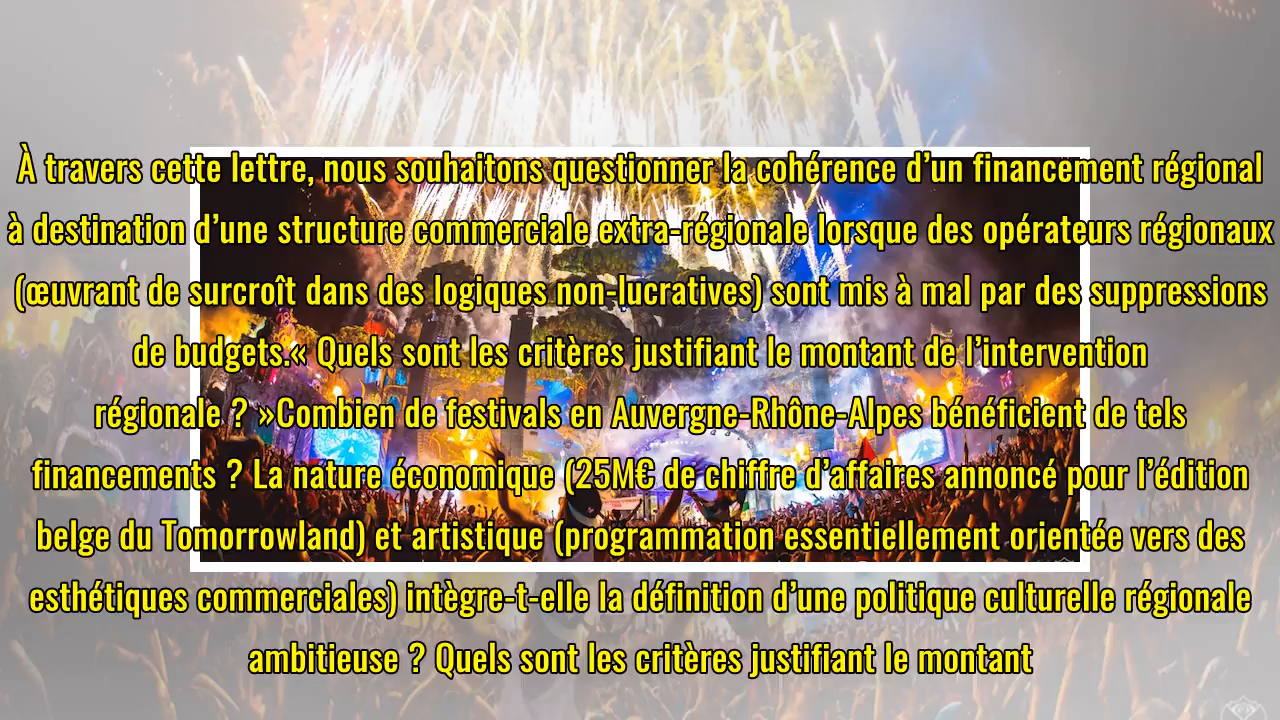 À travers cette lettre, nous souhaitons questionner la cohérence d’un financement régional
à destination d’une structure commerciale extra-régionale lorsque des opérateurs régionaux
(œuvrant de surcroît dans des logiques non-lucratives) sont mis à mal par des suppressions
de budgets.« Quels sont les critères justifiant le montant de l’intervention
régionale ? »Combien de festivals en Auvergne-Rhône-Alpes bénéficient de tels
financements ? La nature économique (25M€ de chiffre d’affaires annoncé pour l’édition
belge du Tomorrowland) et artistique (programmation essentiellement orientée vers des
esthétiques commerciales) intègre-t-elle la définition d’une politique culturelle régionale
ambitieuse ? Quels sont les critères justifiant le montant